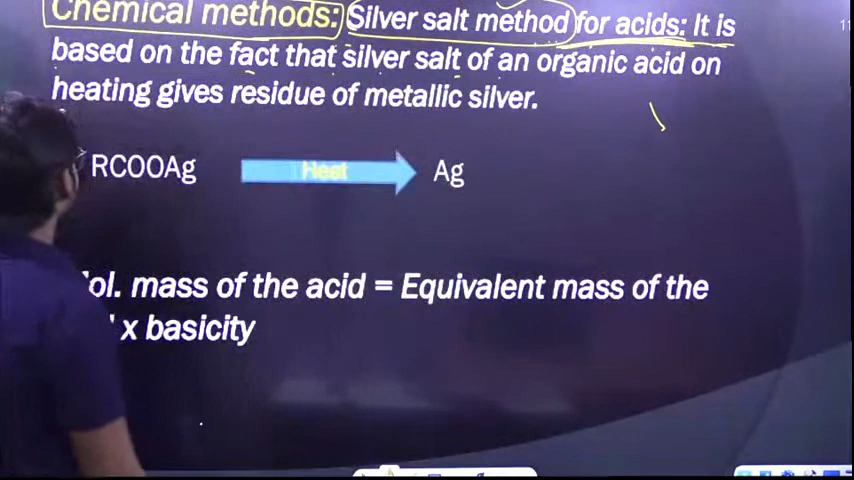 Chemical methods: Silver salt method for acids: It is
based on the fact that silver salt of an organic acid on
heating gives residue of metallic silver.
RCOOAg Heat Ag
ol. mass of the acid = Equivalent mass of the
x basicity
11